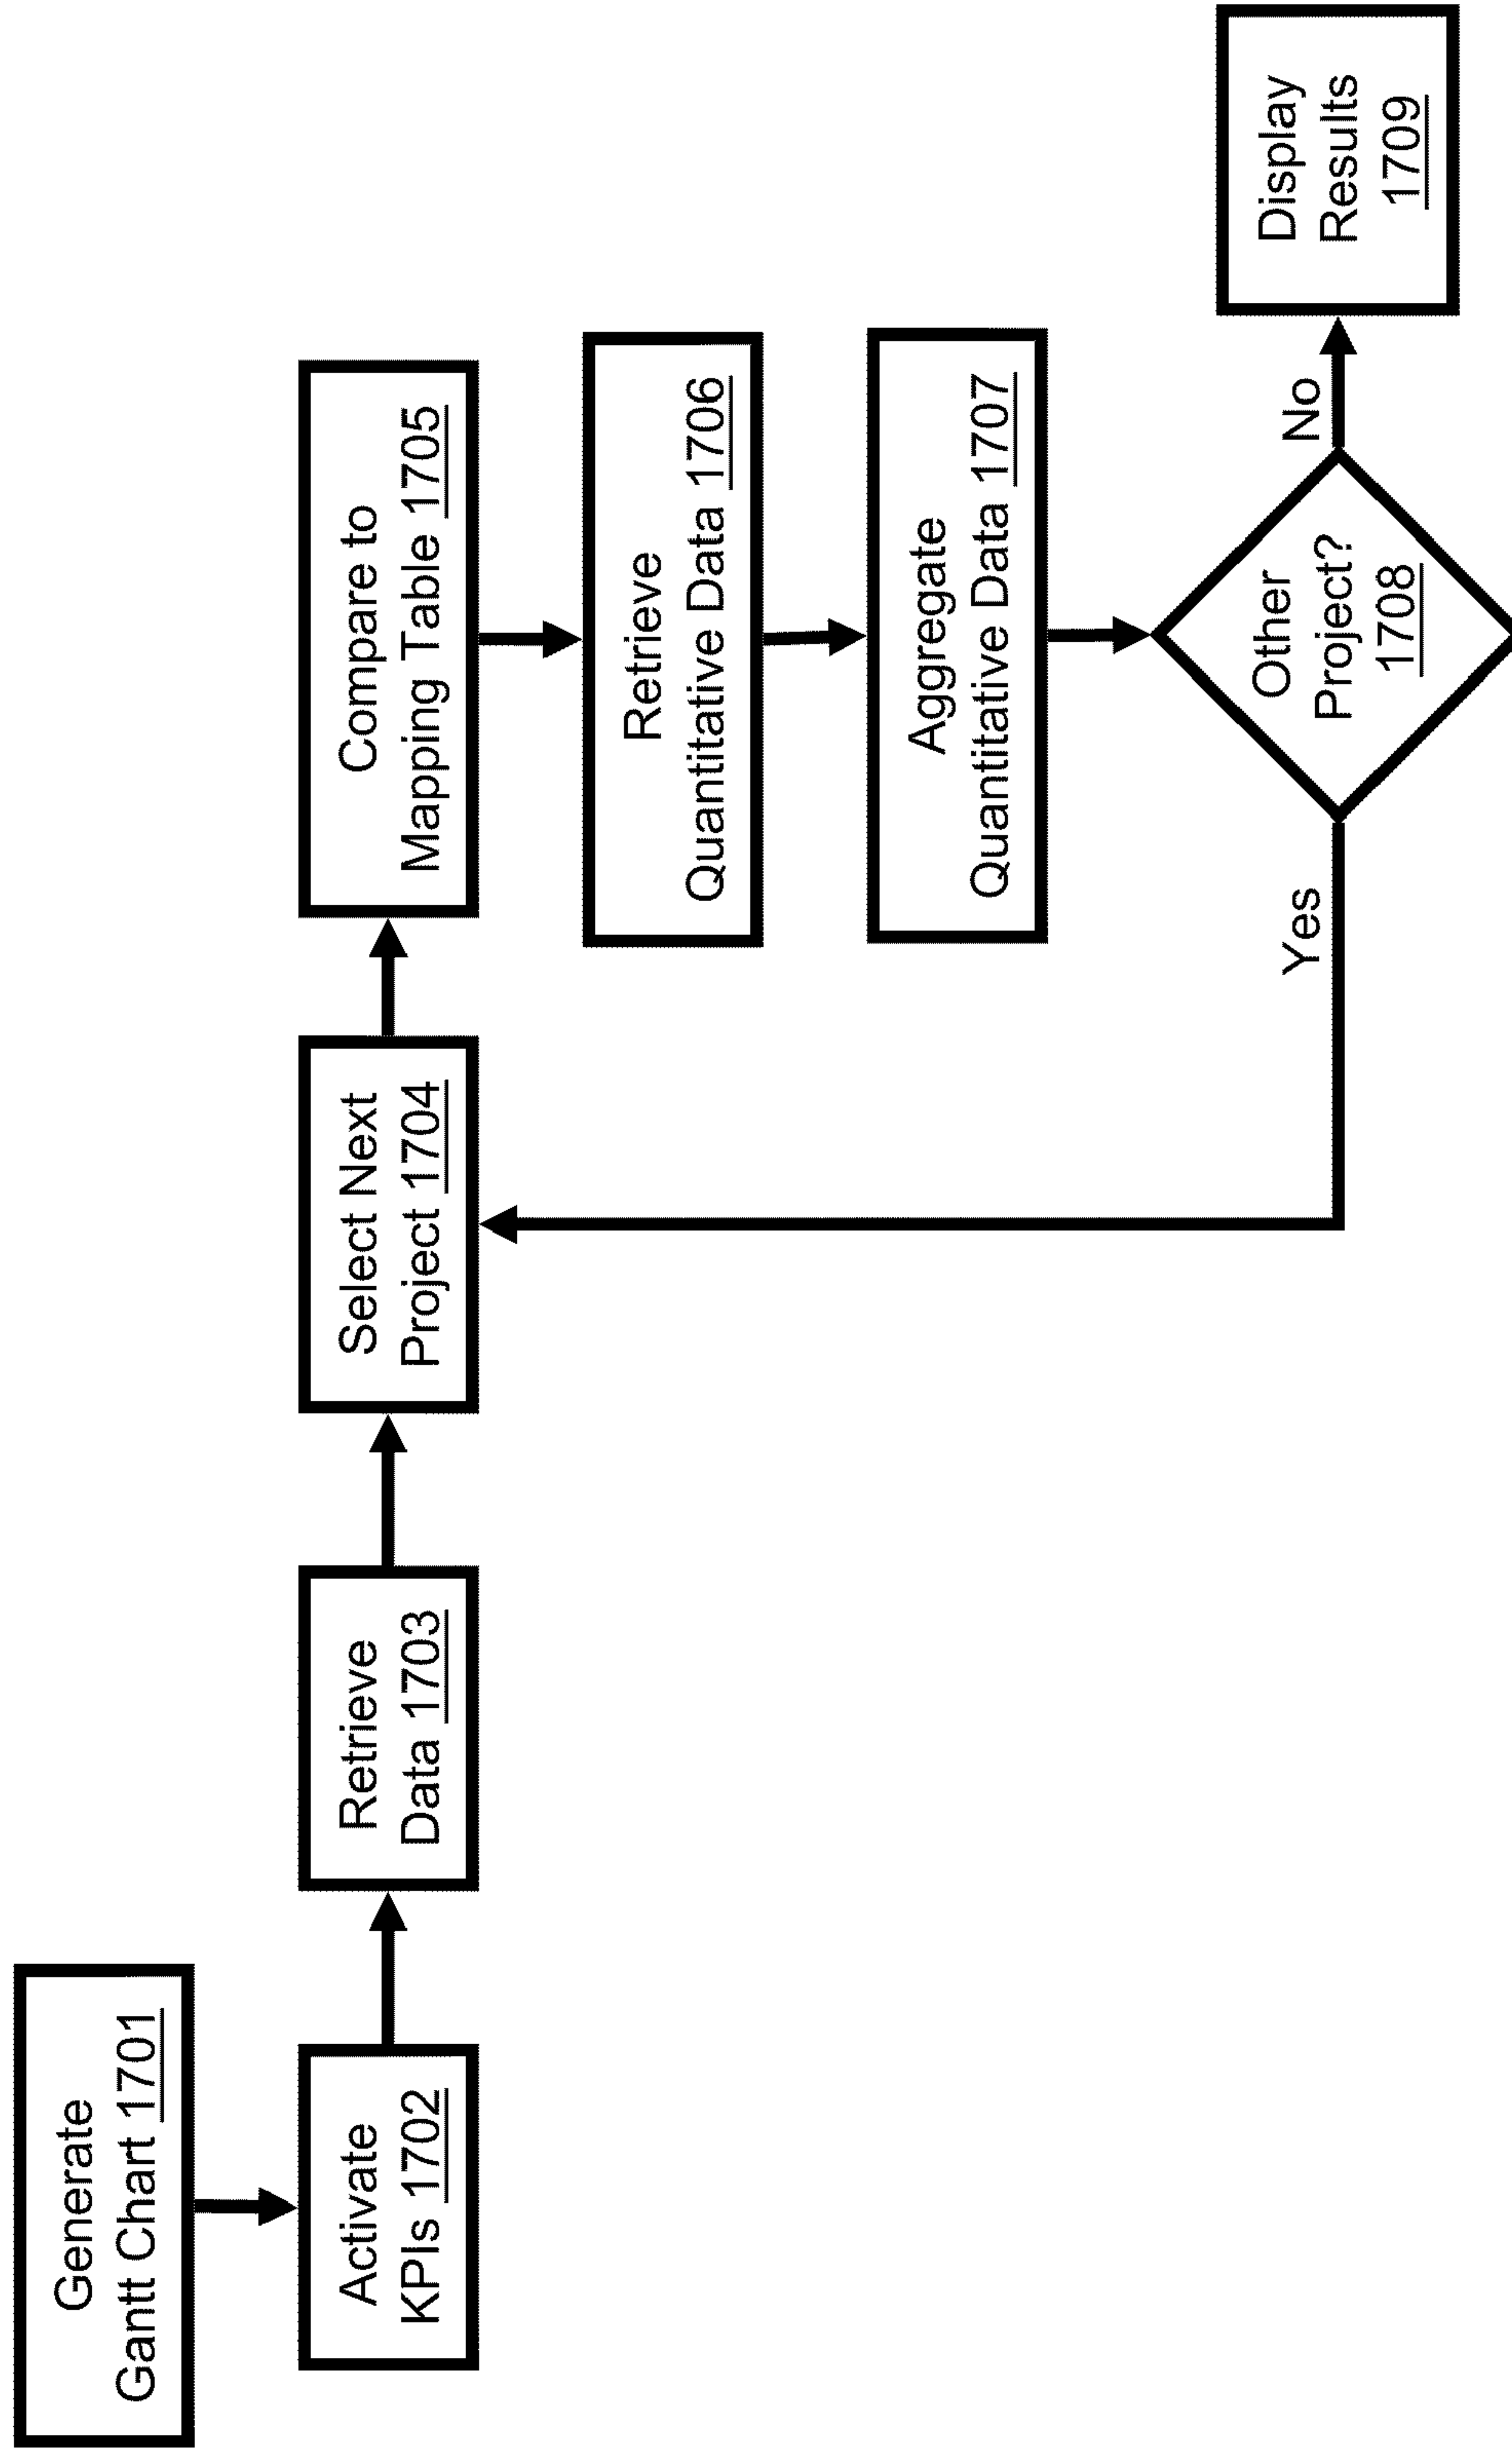 Generate
Gantt Chart 1701
Activate
KPIs 1702
Retrieve
Data 1703
Select Next
Project 1704
Compare to
Mapping Table 1705
Retrieve
Quantitative Data 1706
Aggregate
Quantitative Data 1707
Other
Project?
1708
Yes
No
Display
Results
1709